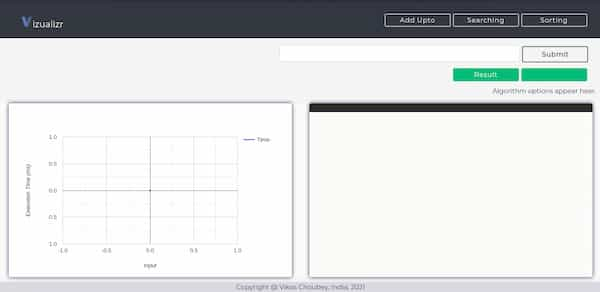 Vizualizr
Add Upto Searching Sorting
Submit
Result
Algorithm options appear here
1.0
Time
0.5
0.0
0.5
1.0
-1.0 -0.5 0.0 0.5 1.0
Execution Time (ms)
Input
Copyright @ Vikas Choubey, India, 2021